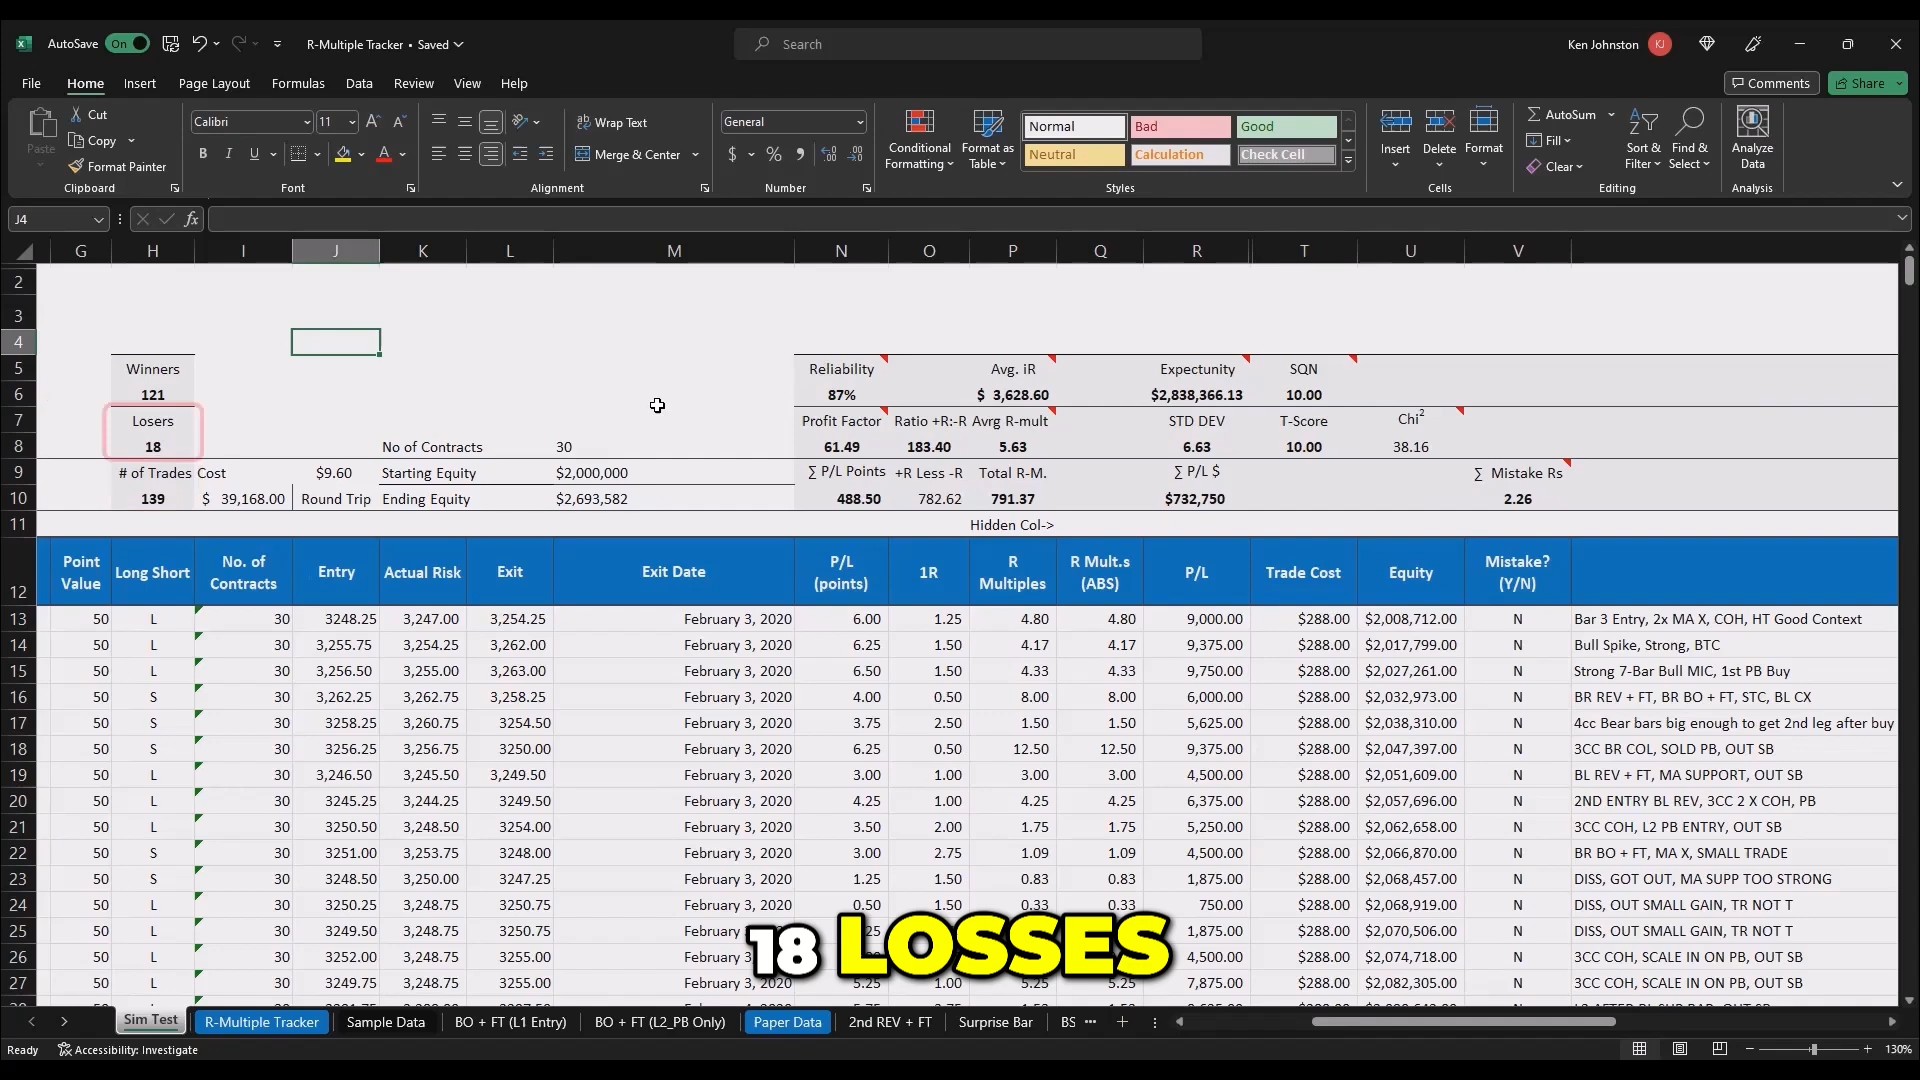 AutoSave On R-Multiple Tracker • Saved Search Ken Johnston KJ
File Home Insert Page Layout Formulas Data Review View Help Comments Share
Paste Cut Copy Format Painter Clipboard
Calibri 11 A A B I U A Font
Wrap Text Merge & Center Alignment
General $ % , Number
Conditional Formatting Format as Table Normal Bad Good Neutral Calculation Check Cell Styles
Insert Delete Format Cells
AutoSum Fill Clear Sort & Filter Find & Select Editing
Analyze Data Analysis
J4 fx
G H I J K L M N O P Q R T U V
2
3
4
5 Winners Reliability Avg. iR Expectunity SQN
6 121 87% $ 3,628.60 $2,838,366.13 10.00
7 Losers Profit Factor Ratio +R:-R Avrg R-mult STD DEV T-Score Chi2
8 18 No of Contracts 30 61.49 183.40 5.63 6.63 10.00 38.16
9 # of Trades Cost $9.60 Starting Equity $2,000,000 ∑ P/L Points +R Less -R Total R-M. ∑ P/L $ ∑ Mistake Rs
10 139 $ 39,168.00 Round Trip Ending Equity $2,693,582 488.50 782.62 791.37 $732,750 2.26
11 Hidden Col->
12 Point Value Long Short No. of Contracts Entry Actual Risk Exit Exit Date P/L (points) 1R R Multiples R Mult.s (ABS) P/L Trade Cost Equity Mistake? (Y/N)
13 50 L 30 3248.25 3,247.00 3,254.25 February 3, 2020 6.00 1.25 4.80 4.80 9,000.00 $288.00 $2,008,712.00 N Bar 3 Entry, 2x MA X, COH, HT Good Context
14 50 L 30 3,255.75 3,254.25 3,262.00 February 3, 2020 6.25 1.50 4.17 4.17 9,375.00 $288.00 $2,017,799.00 N Bull Spike, Strong, BTC
15 50 L 30 3,256.50 3,255.00 3,263.00 February 3, 2020 6.50 1.50 4.33 4.33 9,750.00 $288.00 $2,027,261.00 N Strong 7-Bar Bull MIC, 1st PB Buy
16 50 S 30 3,262.25 3,262.75 3,258.25 February 3, 2020 4.00 0.50 8.00 8.00 6,000.00 $288.00 $2,032,973.00 N BR REV + FT, BR BO + FT, STC, BL CX
17 50 S 30 3258.25 3,260.75 3254.50 February 3, 2020 3.75 2.50 1.50 1.50 5,625.00 $288.00 $2,038,310.00 N 4cc Bear bars big enough to get 2nd leg after buy
18 50 S 30 3256.25 3,256.75 3250.00 February 3, 2020 6.25 0.50 12.50 12.50 9,375.00 $288.00 $2,047,397.00 N 3CC BR COL, SOLD PB, OUT SB
19 50 L 30 3,246.50 3,245.50 3,249.50 February 3, 2020 3.00 1.00 3.00 3.00 4,500.00 $288.00 $2,051,609.00 N BL REV + FT, MA SUPPORT, OUT SB
20 50 L 30 3245.25 3,244.25 3249.50 February 3, 2020 4.25 1.00 4.25 4.25 6,375.00 $288.00 $2,057,696.00 N 2ND ENTRY BL REV, 3CC 2 X COH, PB
21 50 L 30 3250.50 3,248.50 3254.00 February 3, 2020 3.50 2.00 1.75 1.75 5,250.00 $288.00 $2,062,658.00 N 3CC COH, L2 PB ENTRY, OUT SB
22 50 S 30 3251.00 3,253.75 3248.00 February 3, 2020 3.00 2.75 1.09 1.09 4,500.00 $288.00 $2,066,870.00 N BR BO + FT, MA X, SMALL TRADE
23 50 S 30 3248.50 3,250.00 3247.25 February 3, 2020 1.25 1.50 0.83 0.83 1,875.00 $288.00 $2,068,457.00 N DISS, GOT OUT, MA SUPP TOO STRONG
24 50 L 30 3250.25 3,248.75 3250.75 February 3, 2020 0.50 1.50 0.33 0.33 750.00 $288.00 $2,068,919.00 N DISS, OUT SMALL GAIN, TR NOT T
25 50 L 30 3249.50 3,248.75 3250.75 February 3, 1,875.00 $288.00 $2,070,506.00 N DISS, OUT SMALL GAIN, TR NOT T
26 50 L 30 3252.00 3,248.75 3255.00 February 3, 4,500.00 $288.00 $2,074,718.00 N 3CC COH, SCALE IN ON PB, OUT SB
27 50 L 30 3249.75 3,248.75 3255.00 February 3, 2020 5.25 1.00 5.25 5.25 7,875.00 $288.00 $2,082,305.00 N 3CC COH, SCALE IN ON PB, OUT SB
18 LOSSES
Sim Test R-Multiple Tracker Sample Data BO + FT (L1 Entry) BO + FT (L2_PB Only) Paper Data 2nd REV + FT Surprise Bar BS
Ready Accessibility: Investigate 130%